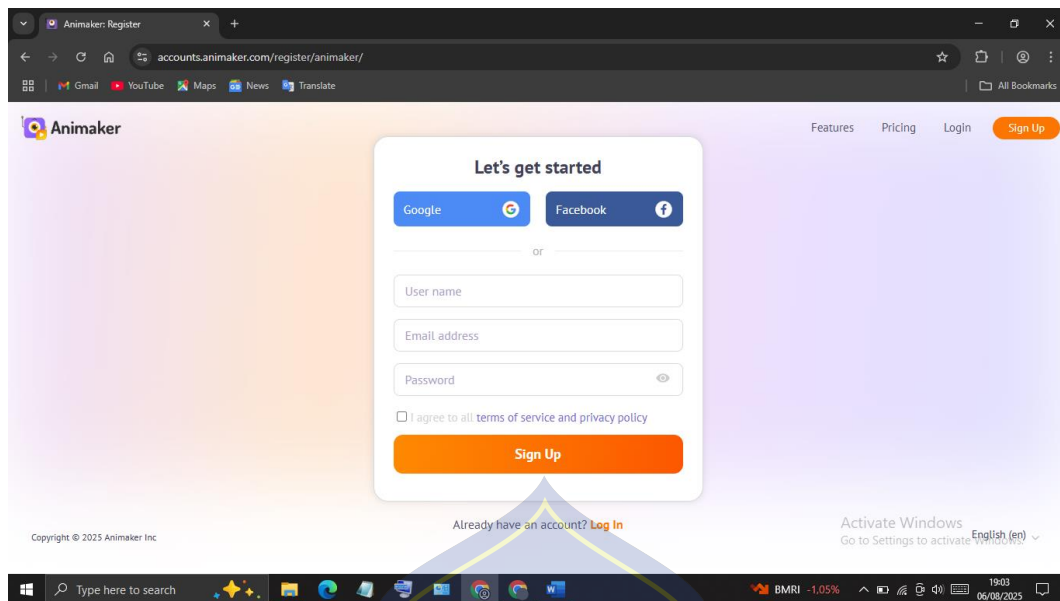 Animaker: Register
accounts.animaker.com/register/animaker/
Gmail YouTube Maps News Translate All Bookmarks
Animaker
Features Pricing Login Sign Up
Let's get started
Google Facebook
or
User name
Email address
Password
I agree to all terms of service and privacy policy
Sign Up
Already have an account? Log In
Copyright © 2025 Animaker Inc
Activate Windows
Go to Settings to activate Windows.
English (en)
Type here to search
BMRI -1,05%
19:03
06/08/2025